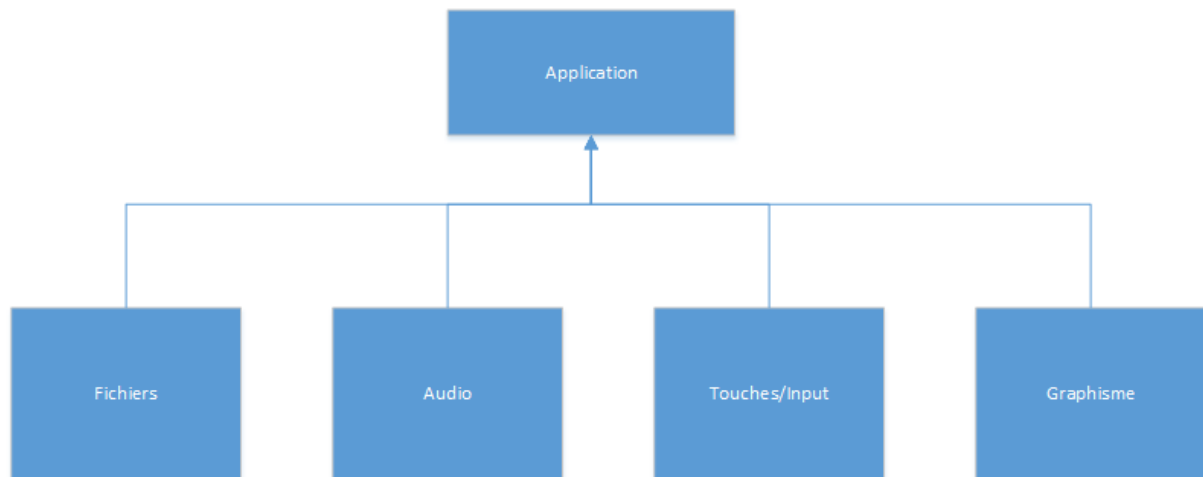 Application
Fichiers
Audio
Touches/Input
Graphisme